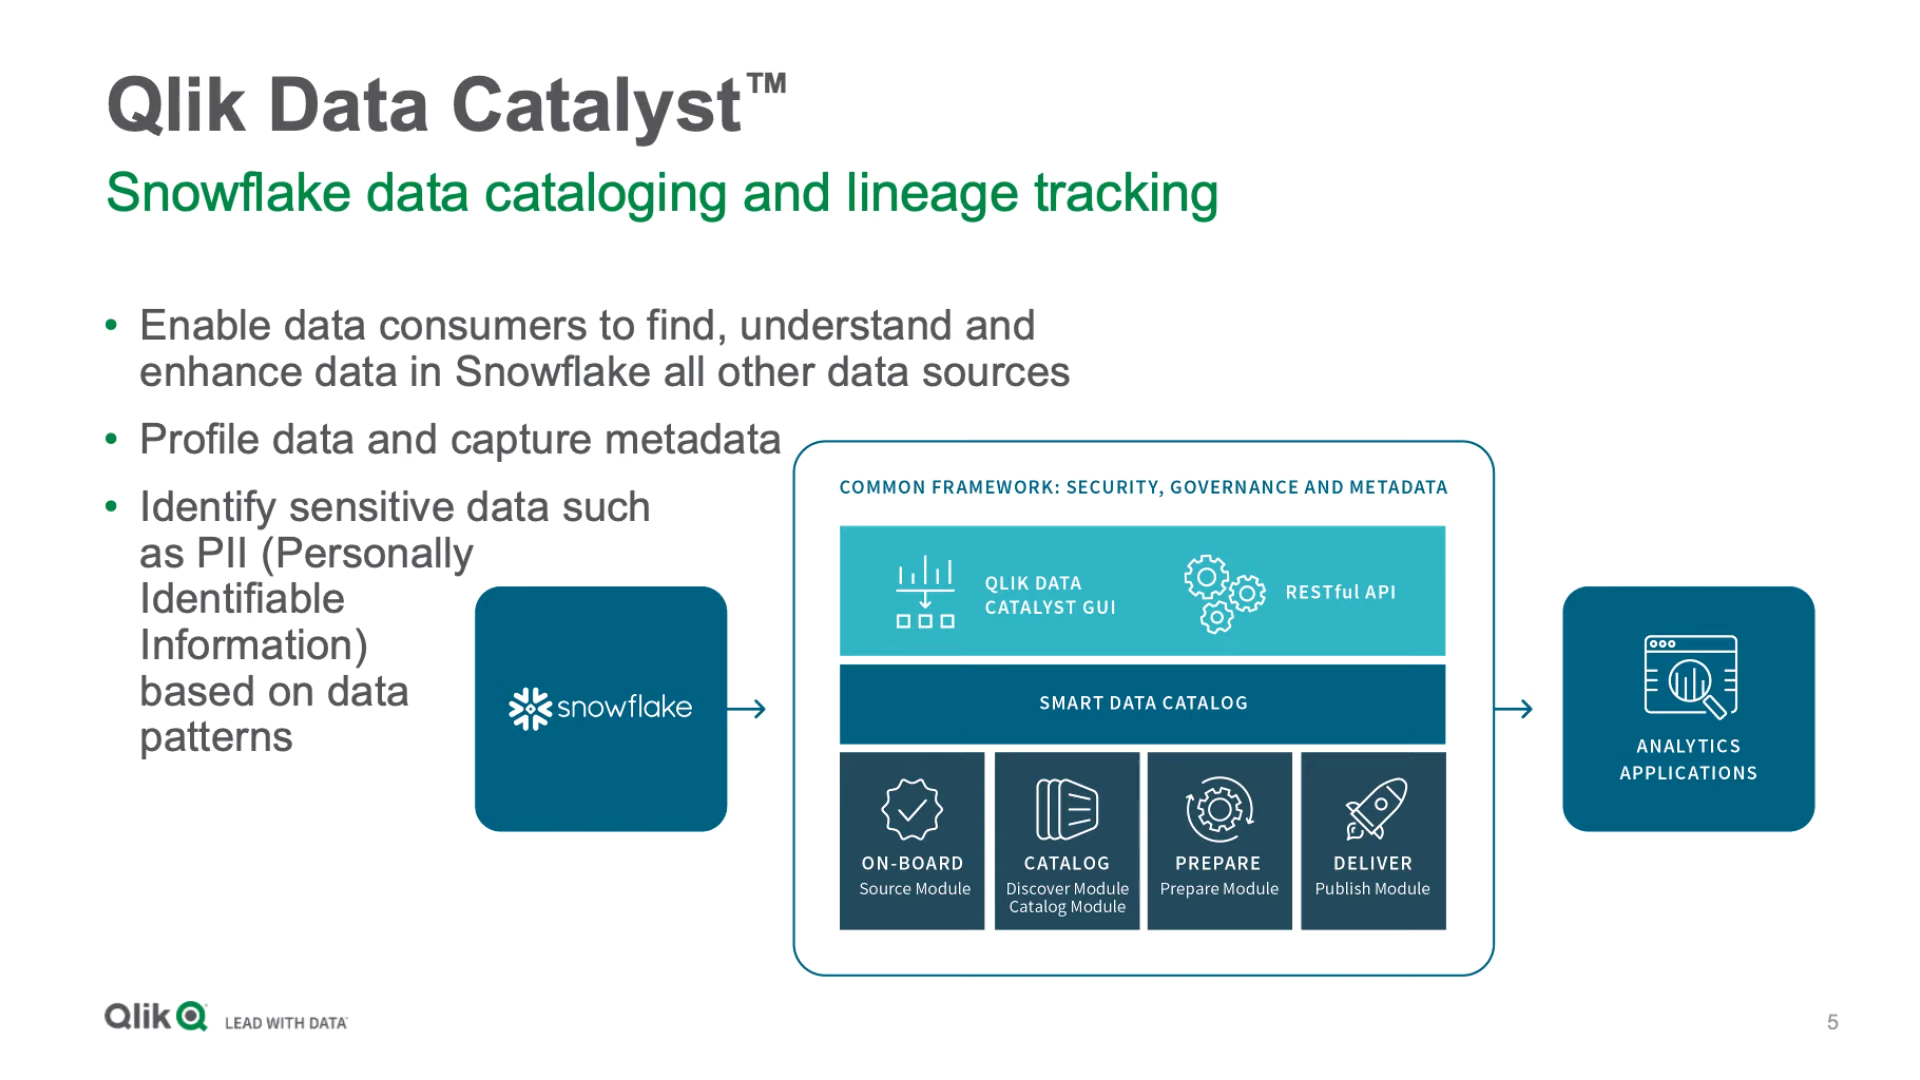 Qlik Data Catalyst™
Snowflake data cataloging and lineage tracking
• Enable data consumers to find, understand and
enhance data in Snowflake all other data sources
• Profile data and capture metadata
• Identify sensitive data such
as PII (Personally
Identifiable
Information)
based on data
patterns
snowflake
COMMON FRAMEWORK: SECURITY, GOVERNANCE AND METADATA
QLIK DATA
CATALYST GUI
RESTful API
SMART DATA CATALOG
ON-BOARD
Source Module
CATALOG
Discover Module
Catalog Module
PREPARE
Prepare Module
DELIVER
Publish Module
ANALYTICS
APPLICATIONS
Qlik LEAD WITH DATA
5